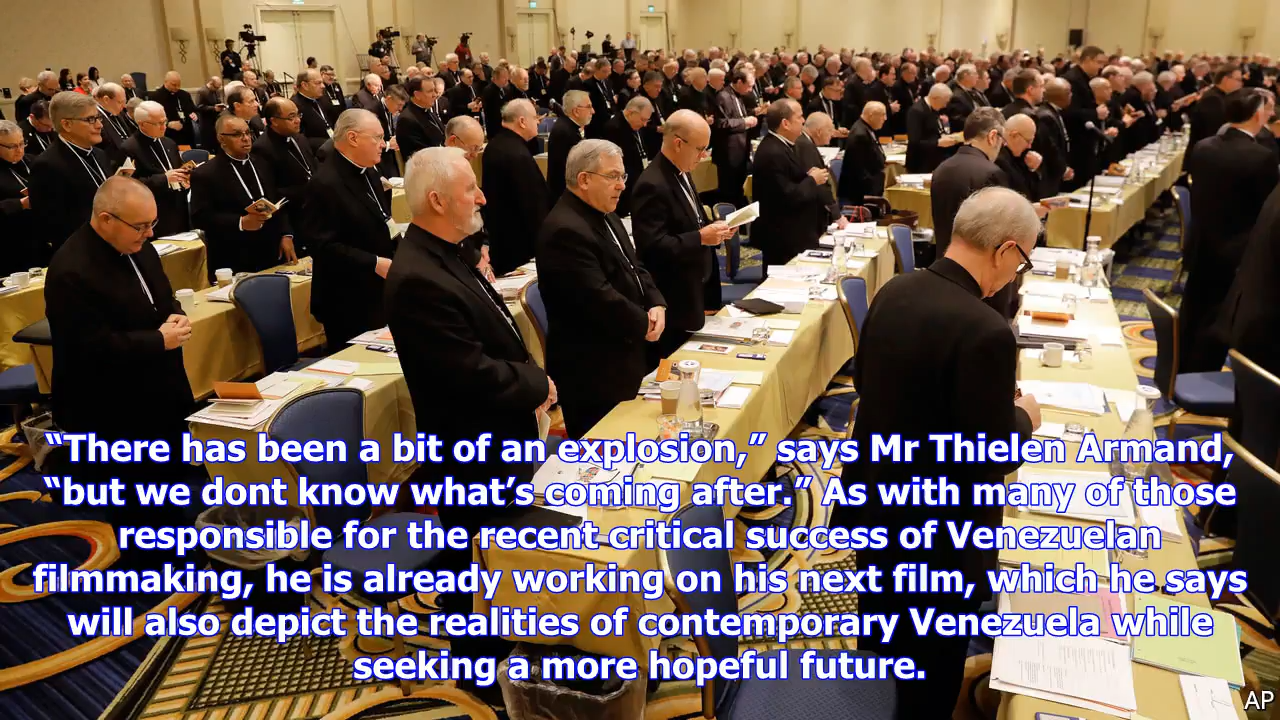 “There has been a bit of an explosion,” says Mr Thielen Armand,
“but we dont know what’s coming after.” As with many of those
responsible for the recent critical success of Venezuelan
filmmaking, he is already working on his next film, which he says
will also depict the realities of contemporary Venezuela while
seeking a more hopeful future.
AP